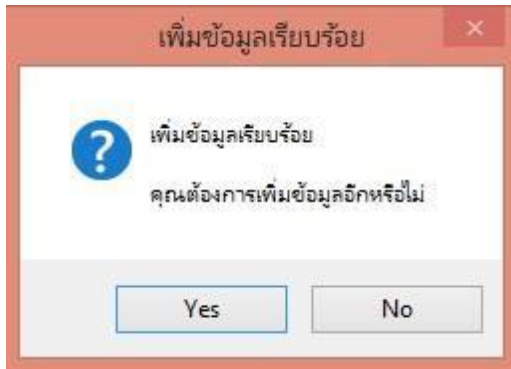 เพิ่มข้อมูลเรียบร้อย
เพิ่มข้อมูลเรียบร้อย
คุณต้องการเพิ่มข้อมูลอีกหรือไม่
Yes No